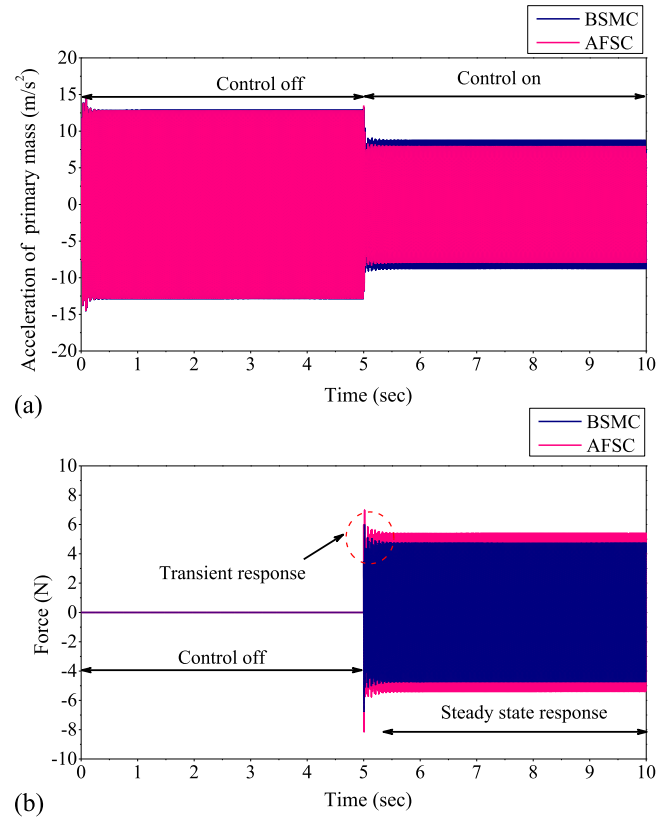 BSMC
AFSC
Acceleration of primary mass (m/s²)
20
15
10
5
0
-5
-10
-15
-20
Control off
Control on
0 1 2 3 4 5 6 7 8 9 10
Time (sec)
(a)
BSMC
AFSC
Force (N)
10
8
6
4
2
0
-2
-4
-6
-8
-10
Transient response
Control off
Steady state response
0 1 2 3 4 5 6 7 8 9 10
Time (sec)
(b)